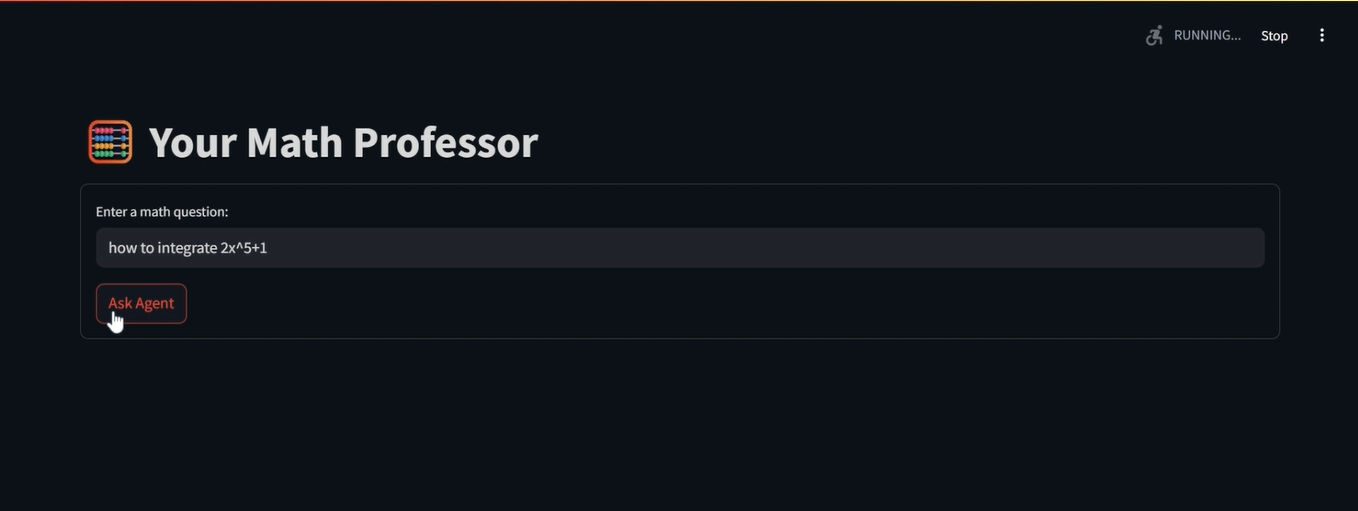 RUNNING... Stop
Your Math Professor
Enter a math question:
how to integrate 2x^5+1
Ask Agent